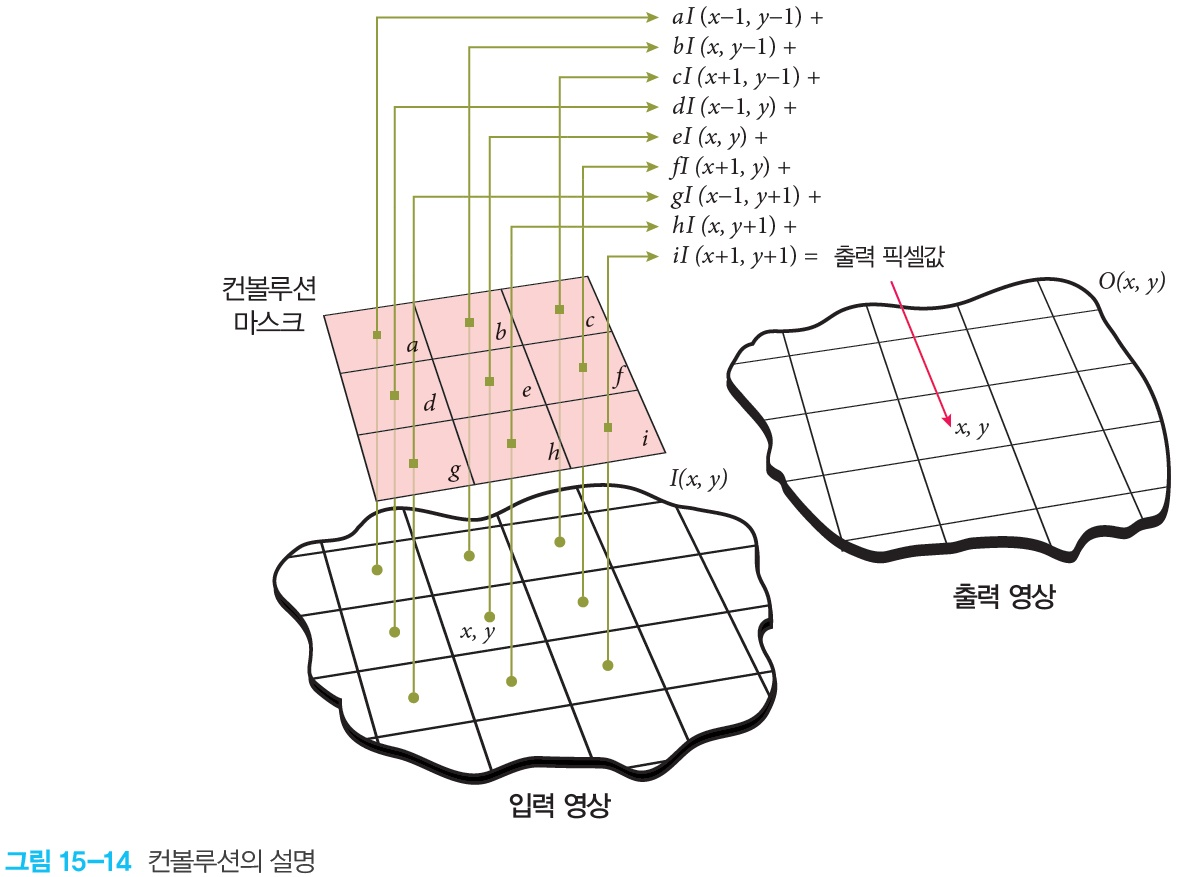 aI (x−1, y−1) +
bI (x, y−1) +
cI (x+1, y−1) +
dI (x−1, y) +
eI (x, y) +
fI (x+1, y) +
gI (x−1, y+1) +
hI (x, y+1) +
iI (x+1, y+1) = 출력 픽셀값
컨볼루션
마스크
a
b
c
d
e
f
g
h
i
I(x, y)
x, y
입력 영상
O(x, y)
x, y
출력 영상
그림 15−14 컨볼루션의 설명